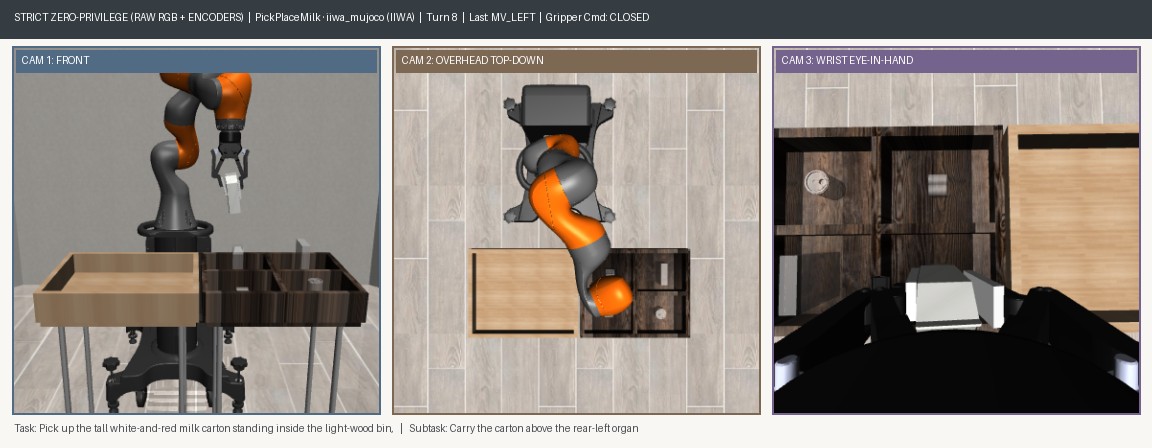 STRICT ZERO-PRIVILEGE (RAW RGB + ENCODERS) | PickPlaceMilk · iiwa_mujoco (IIWA) | Turn 8 | Last: MV_LEFT | Gripper Cmd: CLOSED
CAM 1: FRONT
CAM 2: OVERHEAD TOP-DOWN
CAM 3: WRIST EYE-IN-HAND
Task: Pick up the tall white-and-red milk carton standing inside the light-wood bin, | Subtask: Carry the carton above the rear-left organ